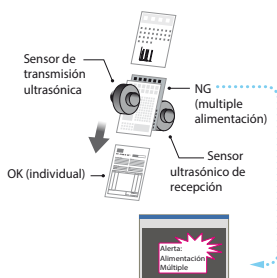 Sensor de
transmisión
ultrasónica
NG
(multiple
alimentación)
Sensor
ultrasónico de
recepción
OK (individual)
Alerta:
Alimentación
Múltiple